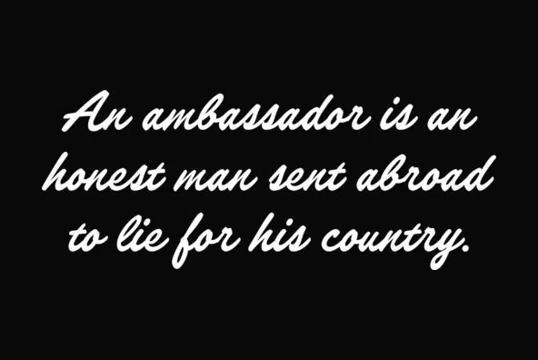 An ambassador is an
honest man sent abroad
to lie for his country.